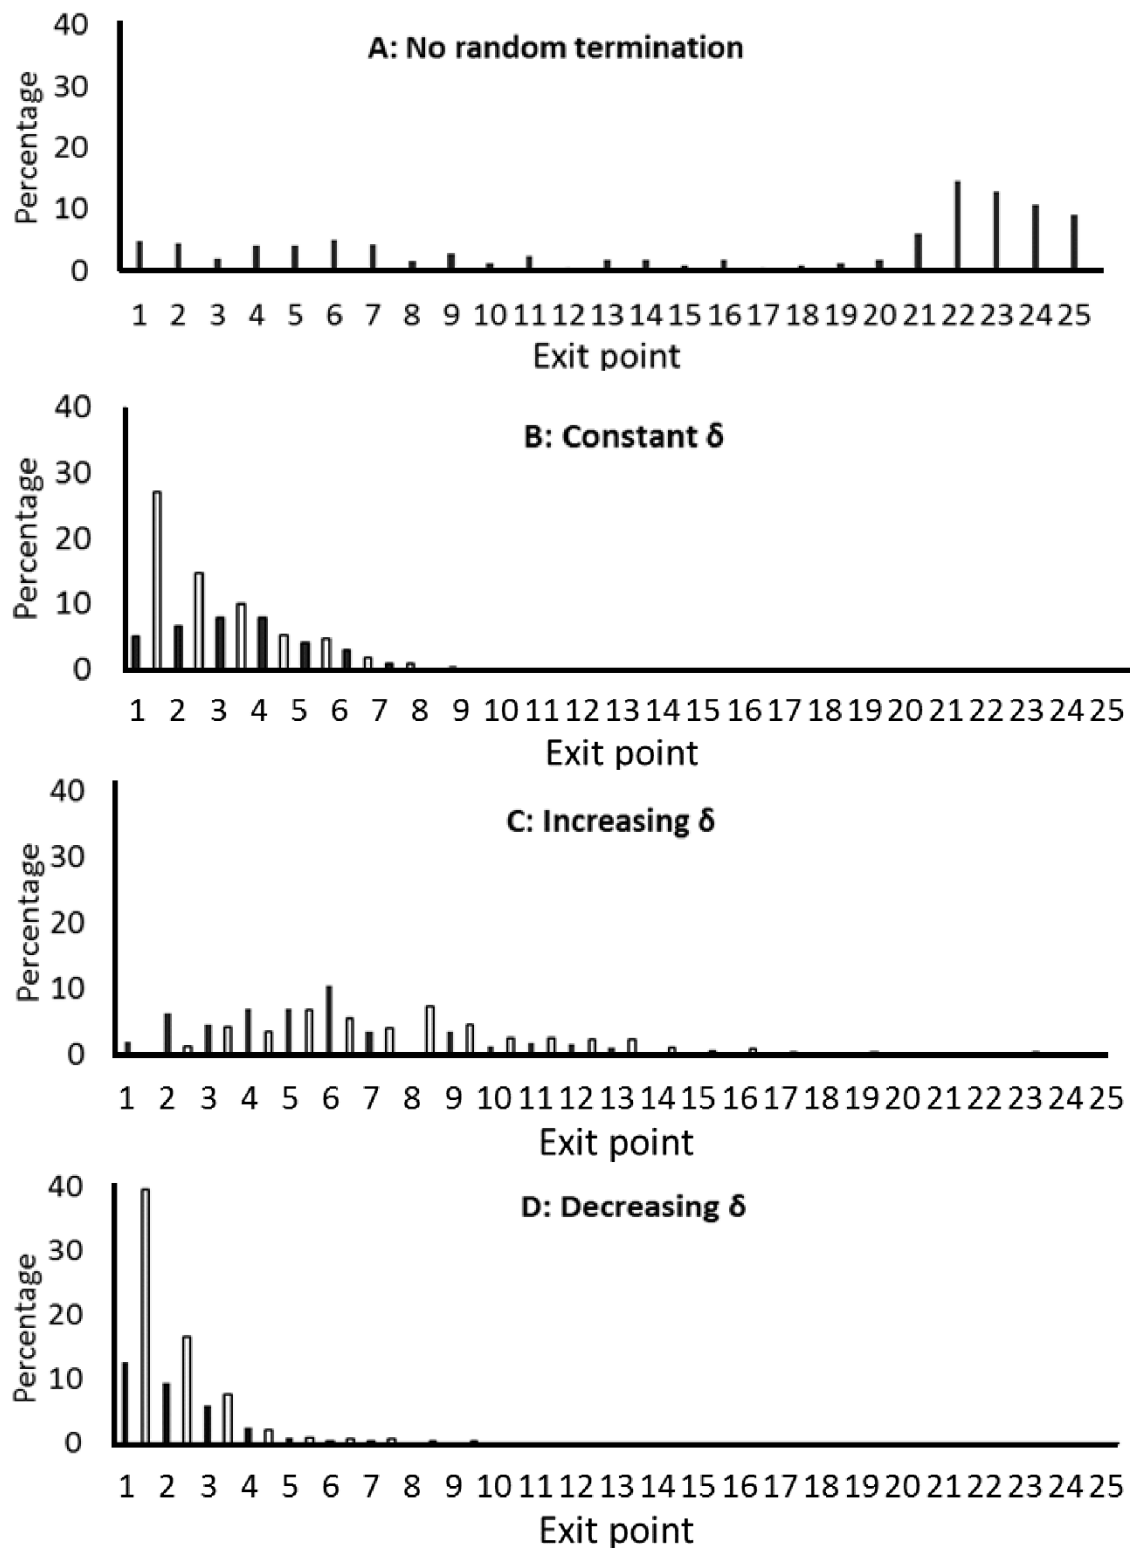 A: No random termination
Percentage
40
30
20
10
0
1 2 3 4 5 6 7 8 9 10 11 12 13 14 15 16 17 18 19 20 21 22 23 24 25
Exit point
B: Constant δ
Percentage
40
30
20
10
0
1 2 3 4 5 6 7 8 9 10 11 12 13 14 15 16 17 18 19 20 21 22 23 24 25
Exit point
C: Increasing δ
Percentage
40
30
20
10
0
1 2 3 4 5 6 7 8 9 10 11 12 13 14 15 16 17 18 19 20 21 22 23 24 25
Exit point
D: Decreasing δ
Percentage
40
30
20
10
0
1 2 3 4 5 6 7 8 9 10 11 12 13 14 15 16 17 18 19 20 21 22 23 24 25
Exit point